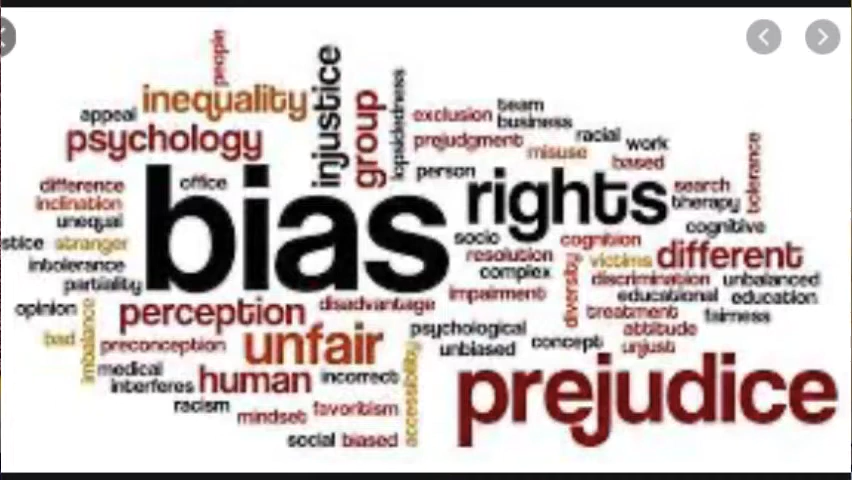 people
inequality
injustice
group
lopsidedness
appeal
psychology
exclusion
team
business
prejudgment
racial
work
misuse
based
person
tolerance
difference
office
bias
rights
search
therapy
inclination
unequal
cognitive
stice
stranger
socio
cognition
intolerance
resolution
victims
different
partiality
complex
diversity
discrimination
unbalanced
opinion
perception
disadvantage
impairment
educational
education
treatment
fairness
bad
imbalance
preconception
unfair
psychological
attitude
unbiased
concept
unjust
medical
interferes
human
incorrect
accessibility
prejudice
racism
mindset
favoritism
social
biased